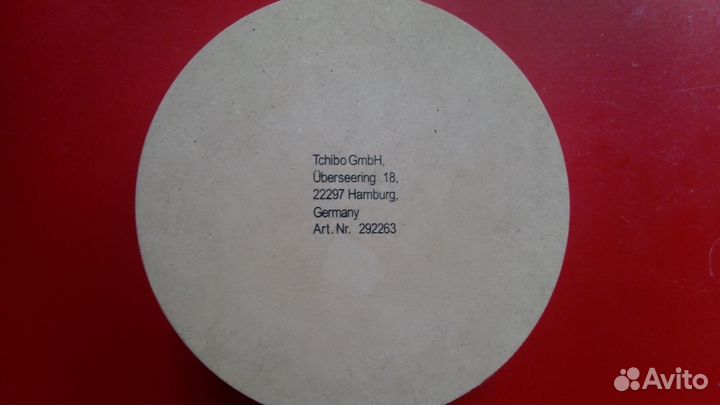 Tchibo GmbH,
Überseering 18,
22297 Hamburg,
Germany
Art. Nr. 292263
Avito